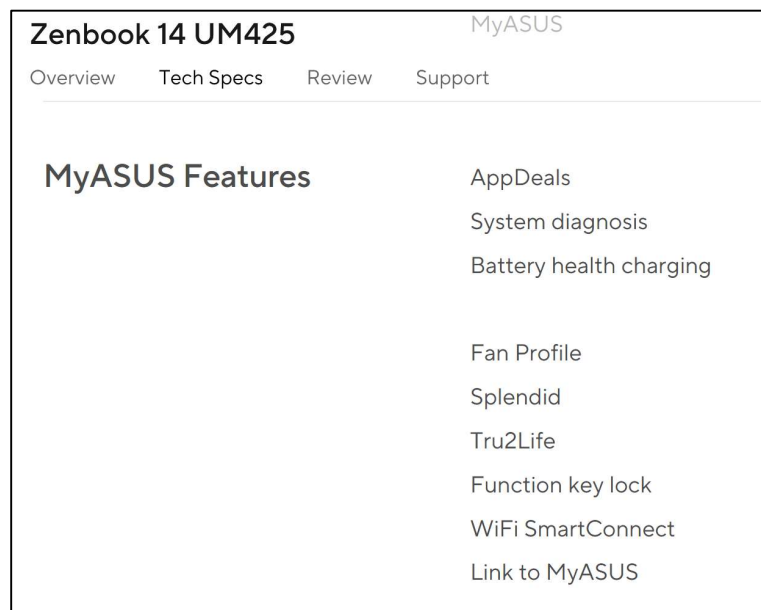 Zenbook 14 UM425
MyASUS
Overview Tech Specs Review Support
MyASUS Features
AppDeals
System diagnosis
Battery health charging
Fan Profile
Splendid
Tru2Life
Function key lock
WiFi SmartConnect
Link to MyASUS